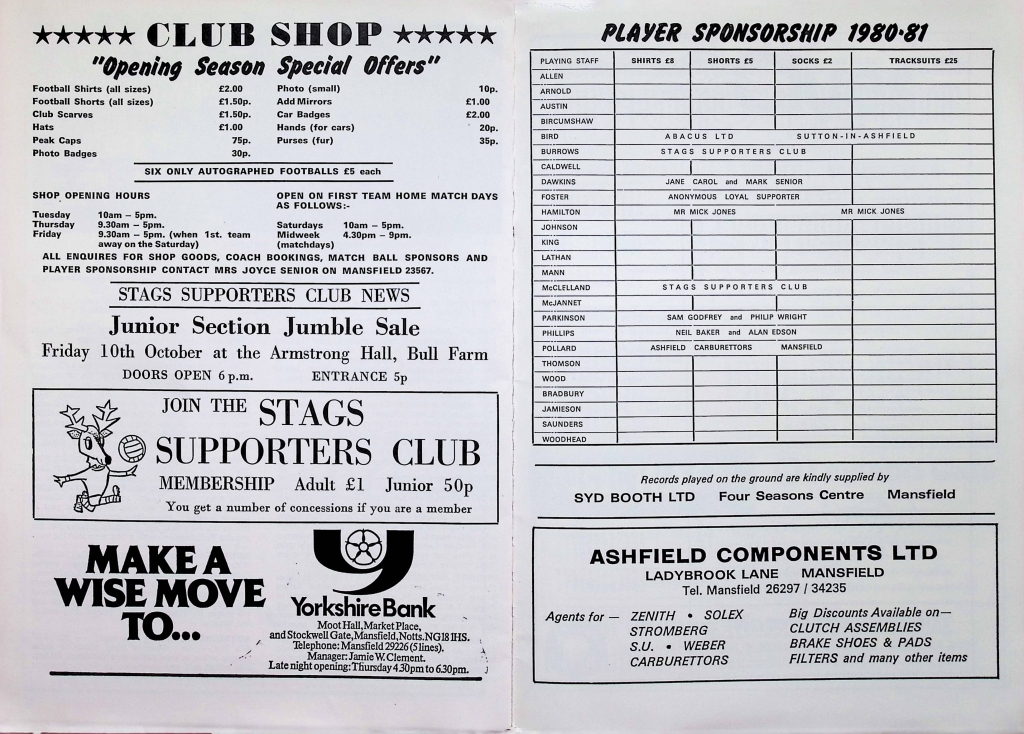 ★★★★★ CLUB SHOP ★★★★★
"Opening Season Special Offers"
Football Shirts (all sizes) £2.00
Football Shorts (all sizes) £1.50p.
Club Scarves £1.50p.
Hats £1.00
Peak Caps 75p.
Photo Badges 30p.
Photo (small) 10p.
Add Mirrors £1.00
Car Badges £2.00
Hands (for cars) 20p.
Purses (fur) 35p.
SIX ONLY AUTOGRAPHED FOOTBALLS £5 each
SHOP OPENING HOURS
Tuesday 10am – 5pm.
Thursday 9.30am – 5pm.
Friday 9.30am – 5pm. (when 1st. team
away on the Saturday)
OPEN ON FIRST TEAM HOME MATCH DAYS
AS FOLLOWS:-
Saturdays 10am – 5pm.
Midweek 4.30pm – 9pm.
(matchdays)
ALL ENQUIRES FOR SHOP GOODS, COACH BOOKINGS, MATCH BALL SPONSORS AND
PLAYER SPONSORSHIP CONTACT MRS JOYCE SENIOR ON MANSFIELD 23567.
STAGS SUPPORTERS CLUB NEWS
Junior Section Jumble Sale
Friday 10th October at the Armstrong Hall, Bull Farm
DOORS OPEN 6 p.m. ENTRANCE 5p
JOIN THE STAGS
SUPPORTERS CLUB
MEMBERSHIP Adult £1 Junior 50p
You get a number of concessions if you are a member
MAKE A
WISE MOVE
TO...
Yorkshire Bank
Moot Hall, Market Place,
and Stockwell Gate, Mansfield, Notts. NG18 1HS.
Telephone: Mansfield 29226 (5 lines).
Manager: Jamie W. Clement.
Late night opening: Thursday 4.30pm to 6.30pm.
PLAYER SPONSORSHIP 1980-81
PLAYING STAFF SHIRTS £8 SHORTS £5 SOCKS £2 TRACKSUITS £25
ALLEN
ARNOLD
AUSTIN
BIRCUMSHAW
BIRD ABACUS LTD SUTTON-IN-ASHFIELD
BURROWS STAGS SUPPORTERS CLUB
CALDWELL
DAWKINS JANE CAROL and MARK SENIOR
FOSTER ANONYMOUS LOYAL SUPPORTER
HAMILTON MR MICK JONES MR MICK JONES
JOHNSON
KING
LATHAN
MANN
McCLELLAND STAGS SUPPORTERS CLUB
McJANNET
PARKINSON SAM GODFREY and PHILIP WRIGHT
PHILLIPS NEIL BAKER and ALAN EDSON
POLLARD ASHFIELD CARBURETTORS MANSFIELD
THOMSON
WOOD
BRADBURY
JAMIESON
SAUNDERS
WOODHEAD
Records played on the ground are kindly supplied by
SYD BOOTH LTD Four Seasons Centre Mansfield
ASHFIELD COMPONENTS LTD
LADYBROOK LANE MANSFIELD
Tel. Mansfield 26297 / 34235
Agents for — ZENITH • SOLEX
STROMBERG
S.U. • WEBER
CARBURETTORS
Big Discounts Available on—
CLUTCH ASSEMBLIES
BRAKE SHOES & PADS
FILTERS and many other items